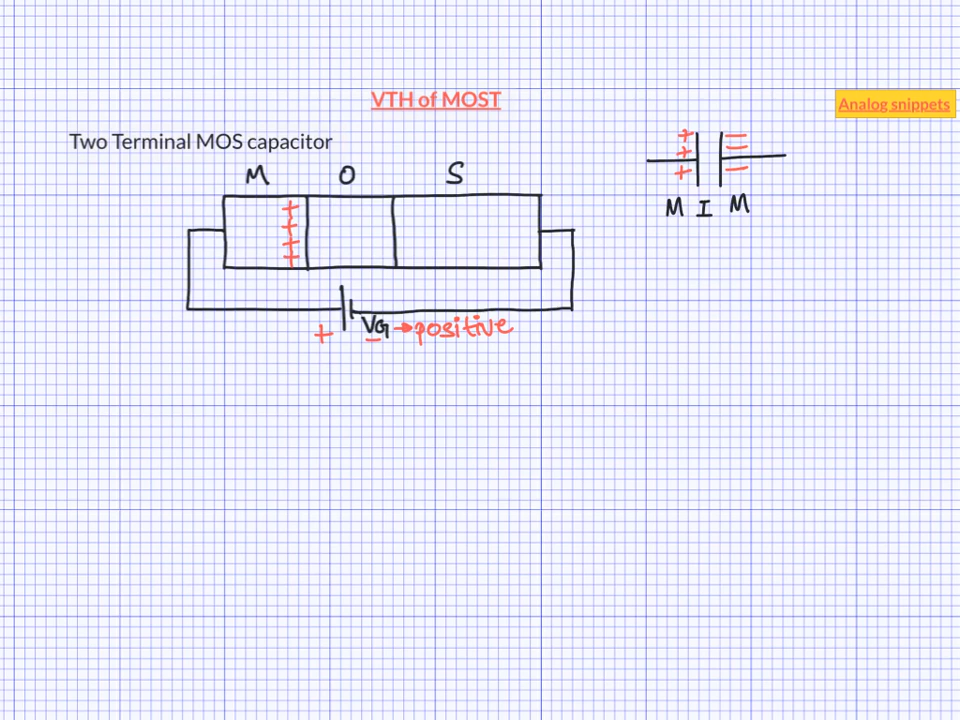 VTH of MOST
Analog snippets
Two Terminal MOS capacitor
M O S
+ + + +
+ + +
M I M
+ VG → positive